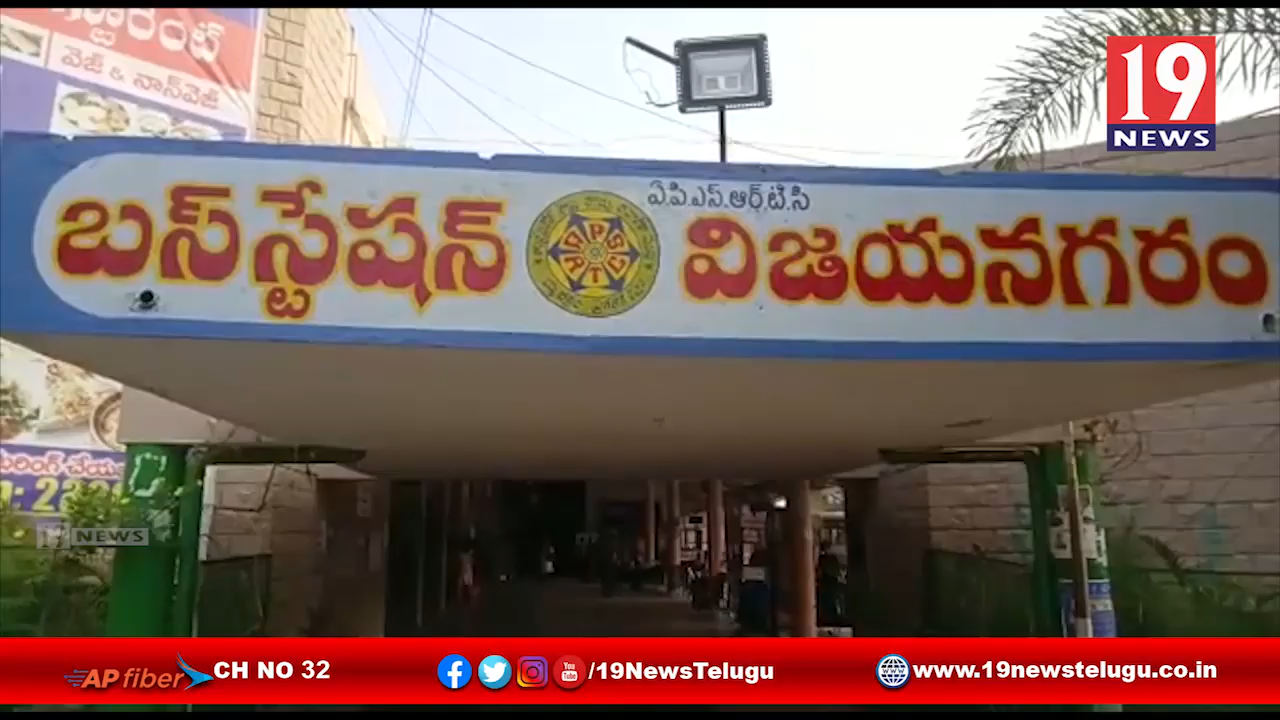 రెస్టారెంట్
వెజ్ & నాన్‌వెజ్
19
NEWS
ఏ.పి.ఎస్.ఆర్.టి.సి
బస్ స్టేషన్
APSRTC
విజయనగరం
19 NEWS
AP fiber CH NO 32
/19NewsTelugu
www.19newstelugu.co.in